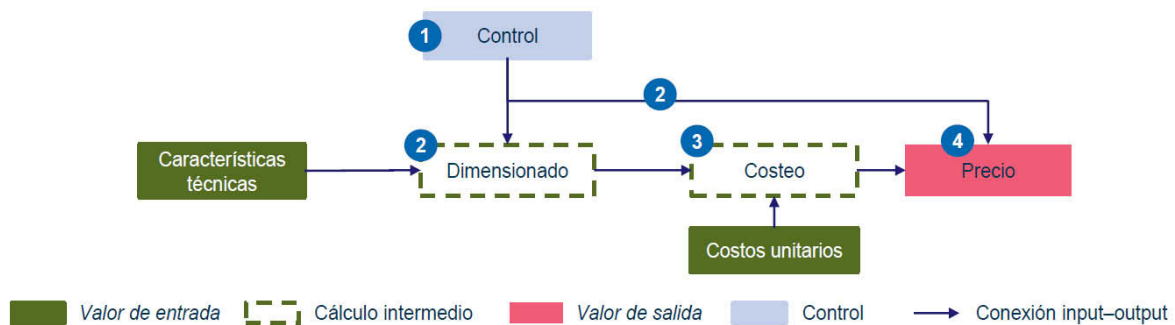 1
Control
2
2
3
4
Características
técnicas
Dimensionado
Costeo
Precio
Costos unitarios
Valor de entrada
Cálculo intermedio
Valor de salida
Control
Conexión input–output